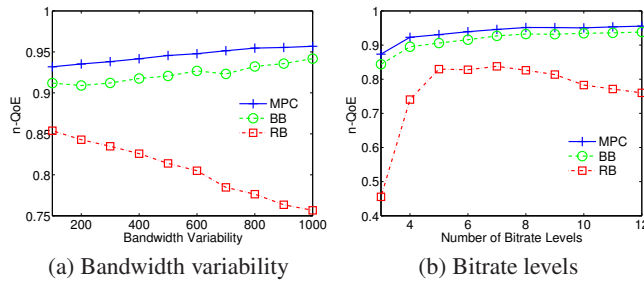 1
0.95
0.9
0.85
0.8
0.75
n-QoE
MPC
BB
RB
200 400 600 800 1000
Bandwidth Variability
(a) Bandwidth variability
1
0.9
0.8
0.7
0.6
0.5
0.4
n-QoE
MPC
BB
RB
4 6 8 10 12
Number of Bitrate Levels
(b) Bitrate levels